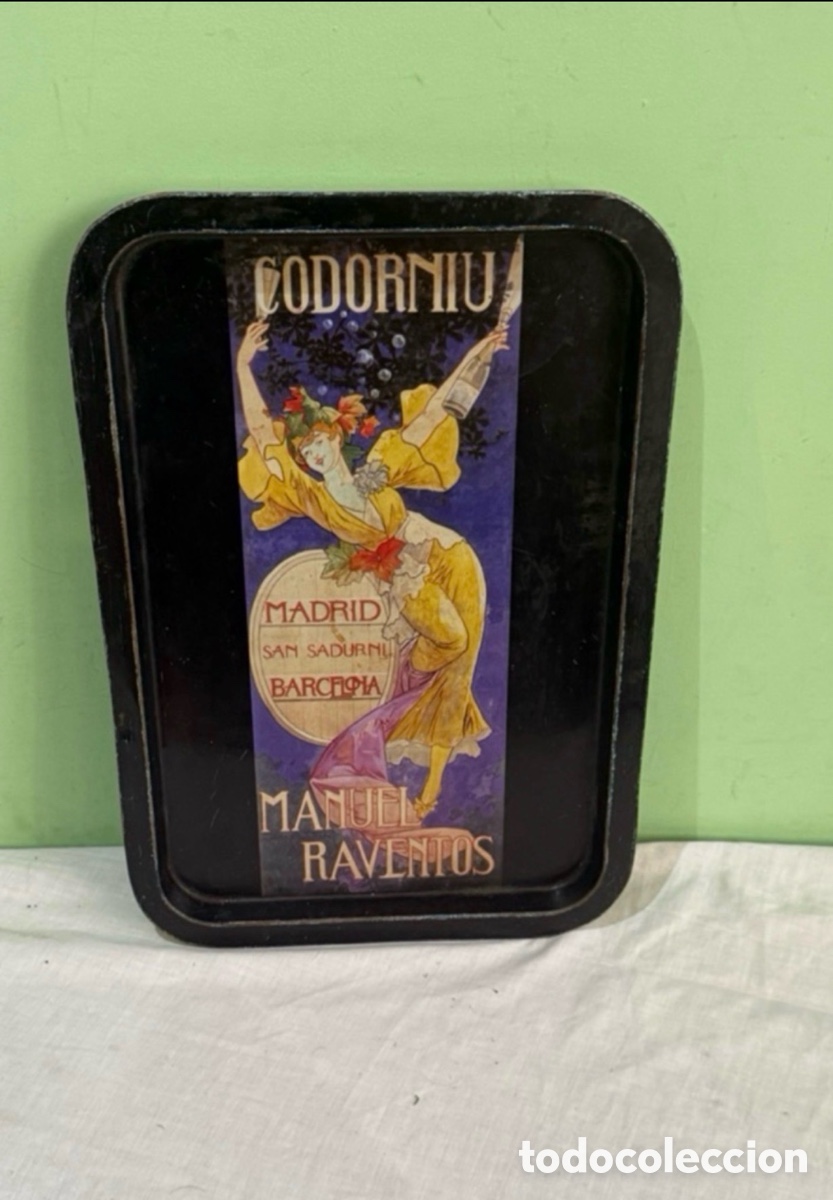 CODORNIU
MADRID
SAN SADURNI
BARCELONA
MANUEL
RAVENTOS
todocoleccion